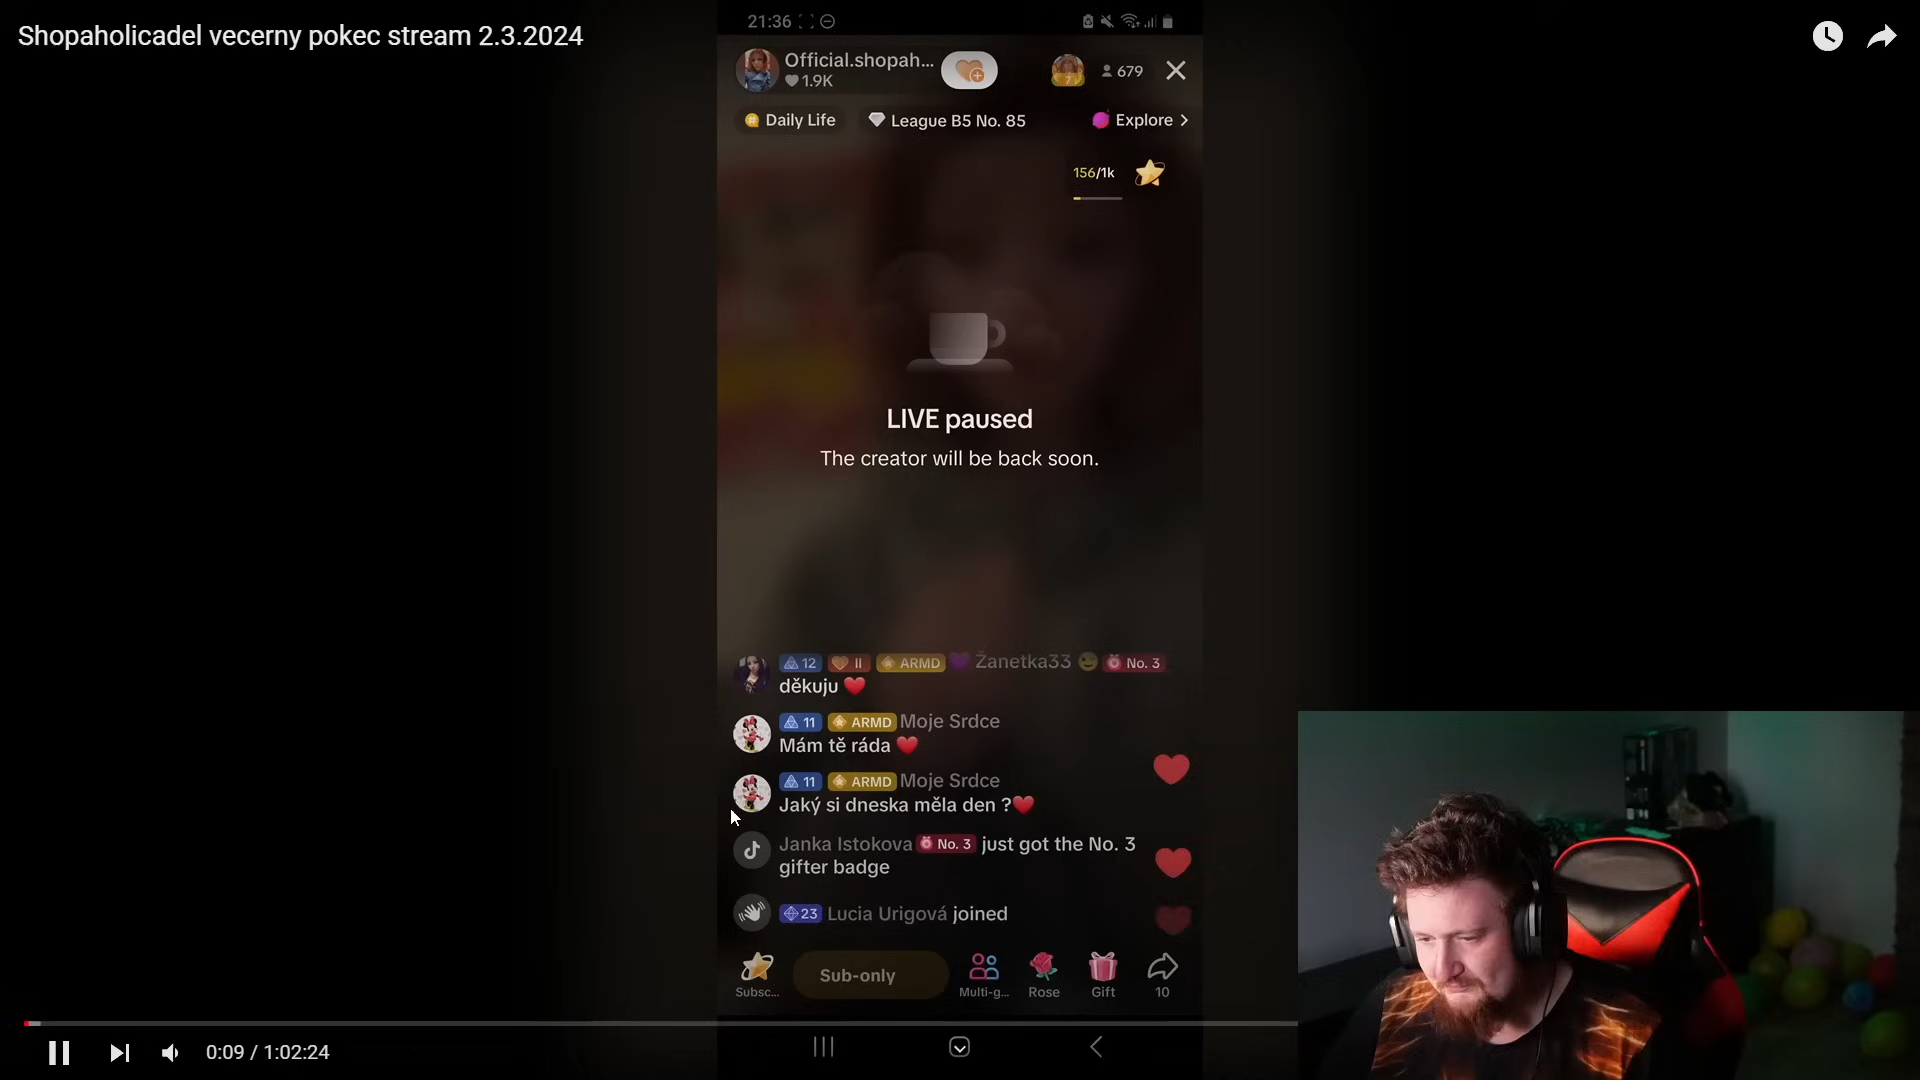 Shopaholicadel vecerny pokec stream 2.3.2024
21:36
Official.shopah...
1.9K
679
Daily Life
League B5 No. 85
Explore
156/1k
LIVE paused
The creator will be back soon.
12 II ARMD Žanetka33 No. 3
děkuju
11 ARMD Moje Srdce
Mám tě ráda
11 ARMD Moje Srdce
Jaký si dneska měla den ?
Janka Istokova No. 3 just got the No. 3
gifter badge
23 Lucia Urigová joined
Subsc...
Sub-only
Multi-g...
Rose
Gift
10
0:09 / 1:02:24